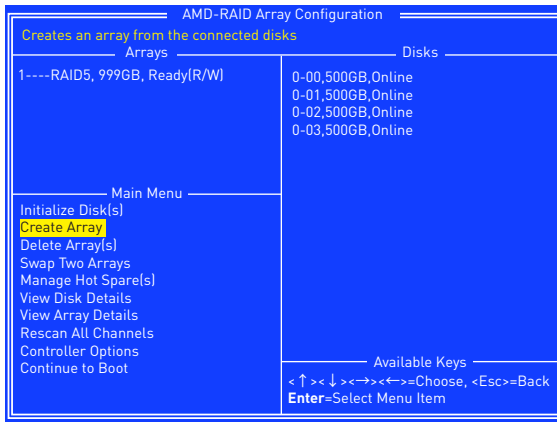 AMD-RAID Array Configuration
Creates an array from the connected disks
Arrays
1----RAID5, 999GB, Ready(R/W)
Disks
0-00,500GB,Online
0-01,500GB,Online
0-02,500GB,Online
0-03,500GB,Online
Main Menu
Initialize Disk(s)
Create Array
Delete Array(s)
Swap Two Arrays
Manage Hot Spare(s)
View Disk Details
View Array Details
Rescan All Channels
Controller Options
Continue to Boot
Available Keys
<↑><↓><→><←>=Choose, <Esc>=Back
Enter=Select Menu Item